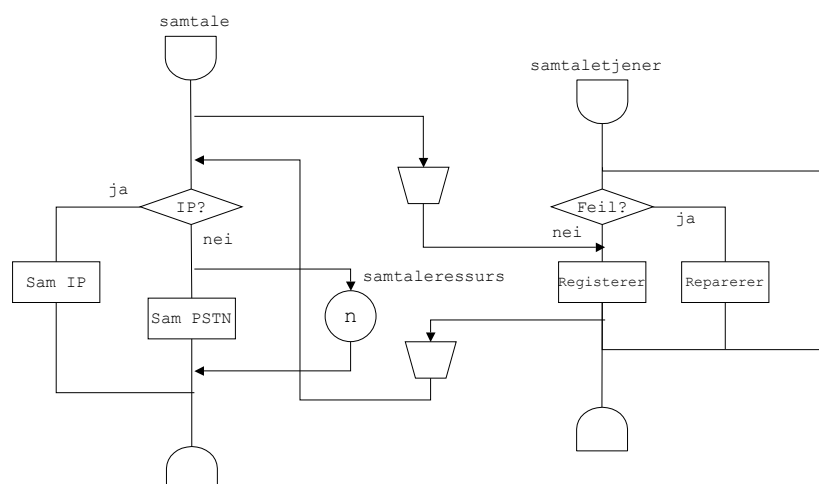 samtale
samtaletjener
ja
IP?
nei
Feil?
nei
ja
Sam IP
samtaleressurs
Registerer
Reparerer
Sam PSTN
n